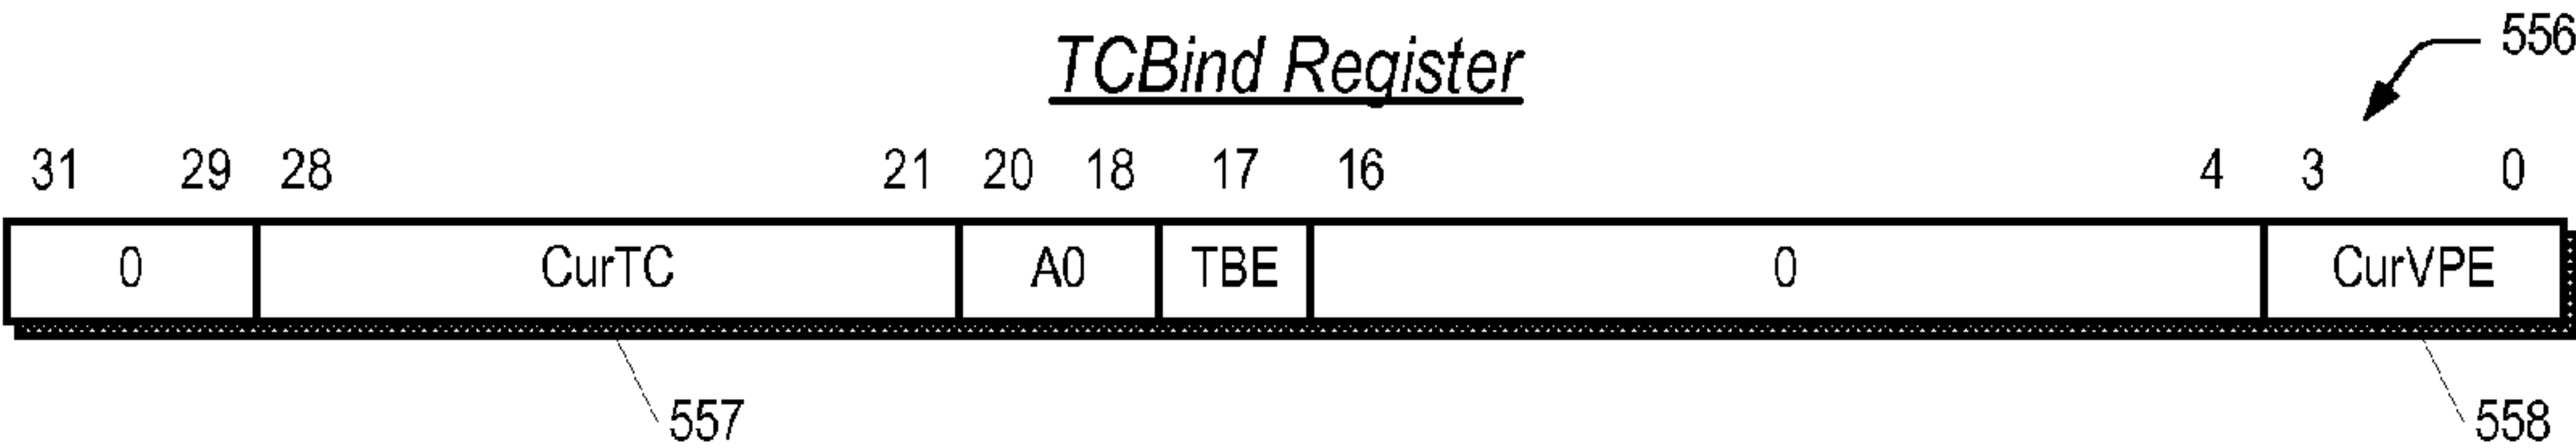 TCBind Register
556
31 29 28 21 20 18 17 16 4 3 0
0 CurTC A0 TBE 0 CurVPE
557 558